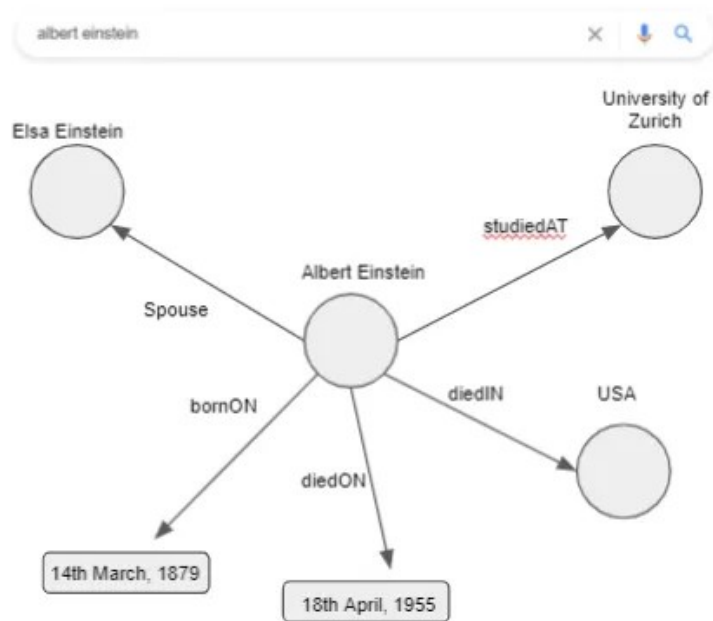 albert einstein
University of
Zurich
Elsa Einstein
studiedAT
Albert Einstein
Spouse
bornON
diedIN
USA
diedON
14th March, 1879
18th April, 1955